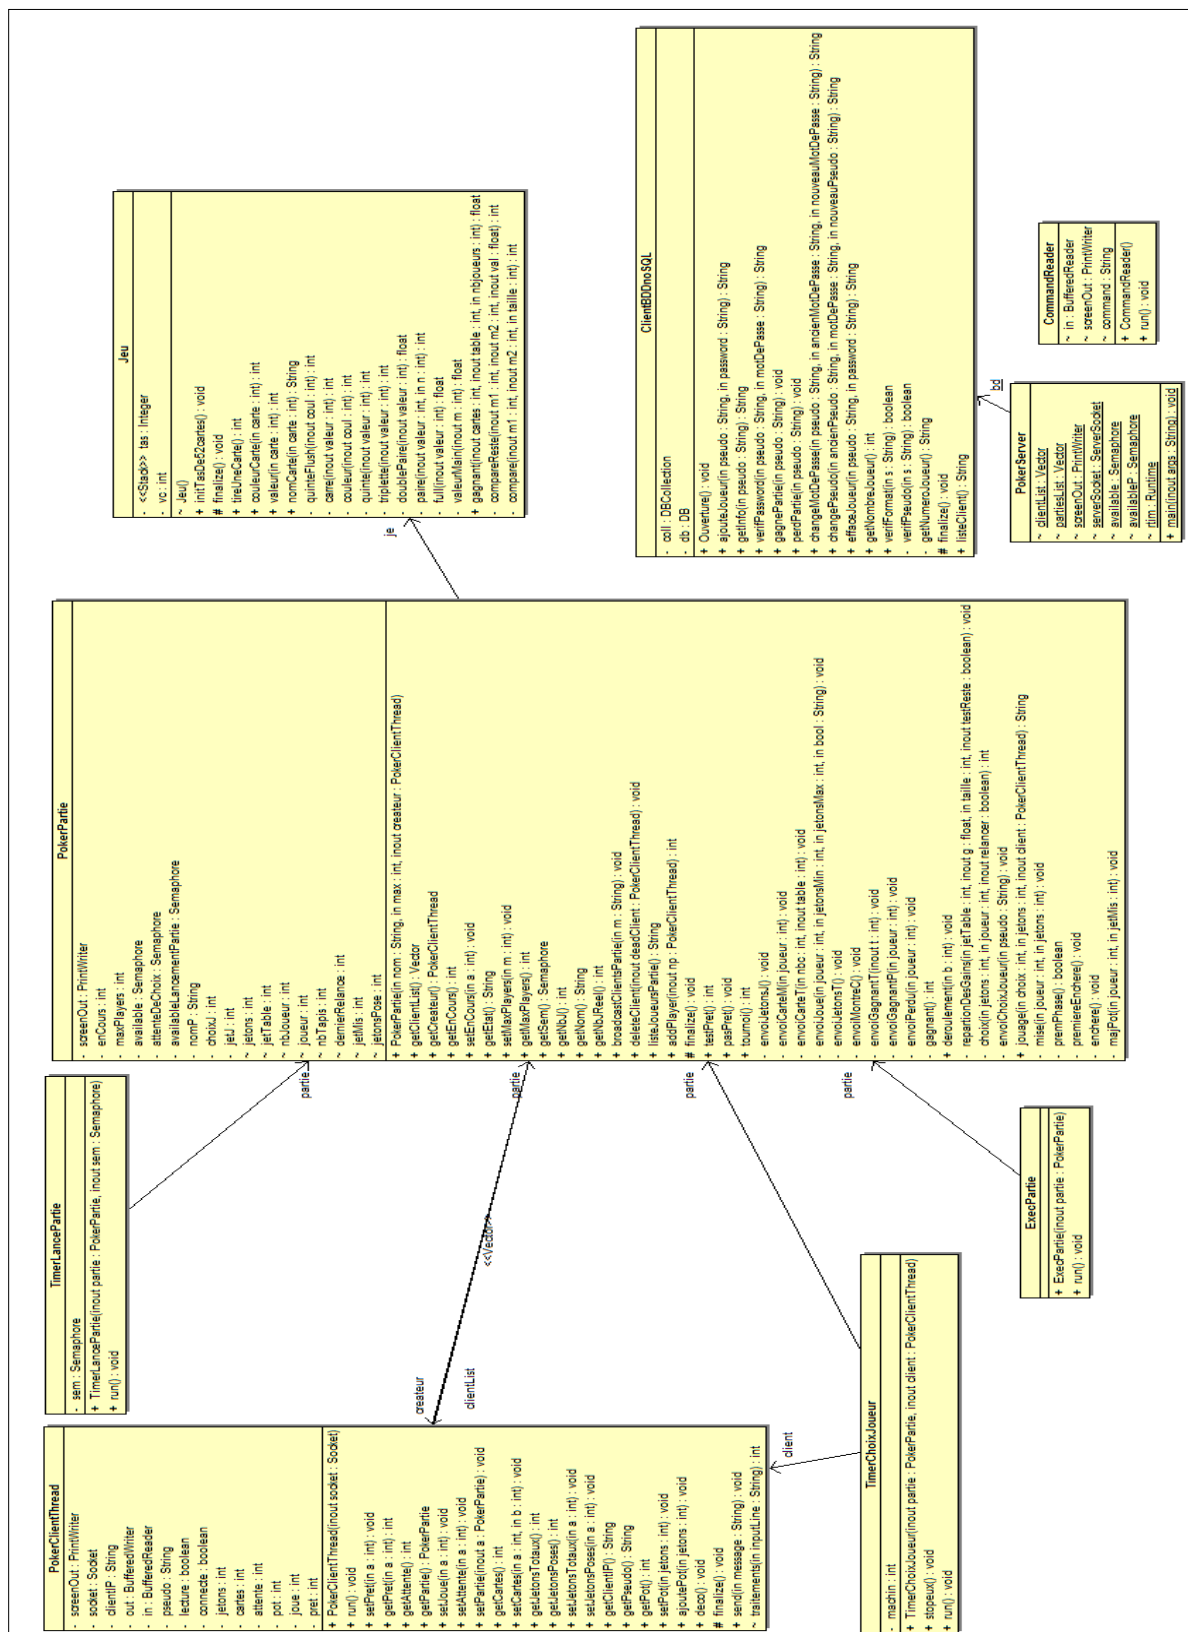 PokerClientThread
- screenOut : PrintWriter
- socket : Socket
- clientIP : String
- out : BufferedWriter
- in : BufferedReader
- pseudo : String
- lecture : boolean
- connecte : boolean
- jetons : int
- cartes : int
- attente : int
- pot : int
- joue : int
- pret : int
+ PokerClientThread(inout socket : Socket)
+ run() : void
+ setPret(in a : int) : void
+ getPret(in a : int) : int
+ getAttente() : int
+ getPartie() : PokerPartie
+ setJoue(in a : int) : void
+ setAttente(in a : int) : void
+ setPartie(inout a : PokerPartie) : void
+ getCartes() : int
+ setCartes(in a : int, in b : int) : void
+ getJetonsTotaux() : int
+ getJetonsPoses() : int
+ setJetonsTotaux(in a : int) : void
+ setJetonsPoses(in a : int) : void
+ getClientIP() : String
+ getPseudo() : String
+ getPot() : int
+ setPot(in jetons : int) : void
+ ajoutePot(in jetons : int) : void
+ deco() : void
# finalize() : void
+ send(in message : String) : void
~ traitements(in inputLine : String) : int
TimerLancePartie
- sem : Semaphore
+ TimerLancePartie(inout partie : PokerPartie, inout sem : Semaphore)
+ run() : void
TimerChoixJoueur
- machin : int
+ TimerChoixJoueur(inout partie : PokerPartie, inout client : PokerClientThread)
+ stopeux() : void
+ run() : void
ExecPartie
+ ExecPartie(inout partie : PokerPartie)
+ run() : void
createur
clientList
<<Vector>>
client
partie
partie
partie
partie
PokerPartie
- screenOut : PrintWriter
- enCours : int
- maxPlayers : int
- available : Semaphore
- attenteDeChoix : Semaphore
- availableLancementPartie : Semaphore
- nomP : String
- choixJ : int
- jetJ : int
~ jetons : int
~ jetTable : int
~ nbJoueur : int
~ joueur : int
~ nbTapis : int
~ dernierRelance : int
~ jetMis : int
~ jetonsPose : int
+ PokerPartie(in nom : String, in max : int, inout createur : PokerClientThread)
+ getClientList() : Vector
+ getCreateur() : PokerClientThread
+ getEnCours() : int
+ setEnCours(in a : int) : void
+ getEtat() : String
+ setMaxPlayers(in m : int) : void
+ getMaxPlayers() : int
+ getSem() : Semaphore
+ getNbJ() : int
+ getNom() : String
+ getNbJReel() : int
+ broadcastClientsPartie(in m : String) : void
+ deleteClient(inout deadClient : PokerClientThread) : void
+ listeJoueursPartie() : String
+ addPlayer(inout np : PokerClientThread) : int
# finalize() : void
+ testPret() : int
+ pasPret() : void
+ tournoi() : int
- envoiJetonsJ() : void
- envoiCarteM(in joueur : int) : void
- envoiCarteT(in nbc : int, inout table : int) : void
- envoiJoue(in joueur : int, in jetonsMin : int, in jetonsMax : int, in bool : String) : void
- envoiJetonsT() : void
- envoiMontreC() : void
- envoiGagnantT(inout t : int) : void
- envoiGagnantP(in joueur : int) : void
- envoiPerdu(in joueur : int) : void
- gagnant() : int
+ deroulement(in b : int) : void
- repartionDesGains(in jetTable : int, inout g : float, in taille : int, inout testReste : boolean) : void
- choix(in jetons : int, in joueur : int, inout relancer : boolean) : int
- envoiChoixJoueur(in pseudo : String) : void
+ jouage(in choix : int, in jetons : int, inout client : PokerClientThread) : String
- mise(in joueur : int, in jetons : int) : void
- premPhase() : boolean
- premiereEnchere() : void
- enchere() : void
- majPot(in joueur : int, in jetMis : int) : void
je
Jeu
- <<Stack>> tas : Integer
- vc : int
~ Jeu()
+ initTasDe52cartes() : void
# finalize() : void
+ tireUneCarte() : int
+ couleurCarte(in carte : int) : int
+ valeur(in carte : int) : int
+ nomCarte(in carte : int) : String
- quinteFlush(inout coul : int) : int
- carre(inout valeur : int) : int
- couleur(inout coul : int) : int
- quinte(inout valeur : int) : int
- triplette(inout valeur : int) : int
- doublePaire(inout valeur : int) : float
- paire(inout valeur : int, in n : int) : int
- full(inout valeur : int) : float
- valeurMain(inout m : int) : float
+ gagnant(inout cartes : int, inout table : int, in nbjoueurs : int) : float
- compareReste(inout m1 : int, inout m2 : int, inout val : float) : int
- compare(inout m1 : int, inout m2 : int, in taille : int) : int
ClientBDDnoSQL
- coll : DBCollection
- db : DB
+ Ouverture() : void
+ ajouteJoueur(in pseudo : String, in password : String) : String
+ getInfo(in pseudo : String) : String
+ verifPassword(in pseudo : String, in motDePasse : String) : String
+ gagnePartie(in pseudo : String) : void
+ perdPartie(in pseudo : String) : void
+ changeMotDePasse(in pseudo : String, in ancienMotDePasse : String, in nouveauMotDePasse : String) : String
+ changePseudo(in ancienPseudo : String, in motDePasse : String, in nouveauPseudo : String) : String
+ effaceJoueur(in pseudo : String, in password : String) : String
+ getNombreJoueur() : int
+ verifFormat(in s : String) : boolean
- verifPseudo(in s : String) : boolean
- getNumeroJoueur() : String
# finalize() : void
+ listeClient() : String
bd
PokerServer
~ clientList : Vector
~ partiesList : Vector
~ screenOut : PrintWriter
~ serverSocket : ServerSocket
~ available : Semaphore
~ availableP : Semaphore
~ rtim : Runtime
+ main(inout args : String) : void
CommandReader
~ in : BufferedReader
~ screenOut : PrintWriter
~ command : String
+ CommandReader()
+ run() : void